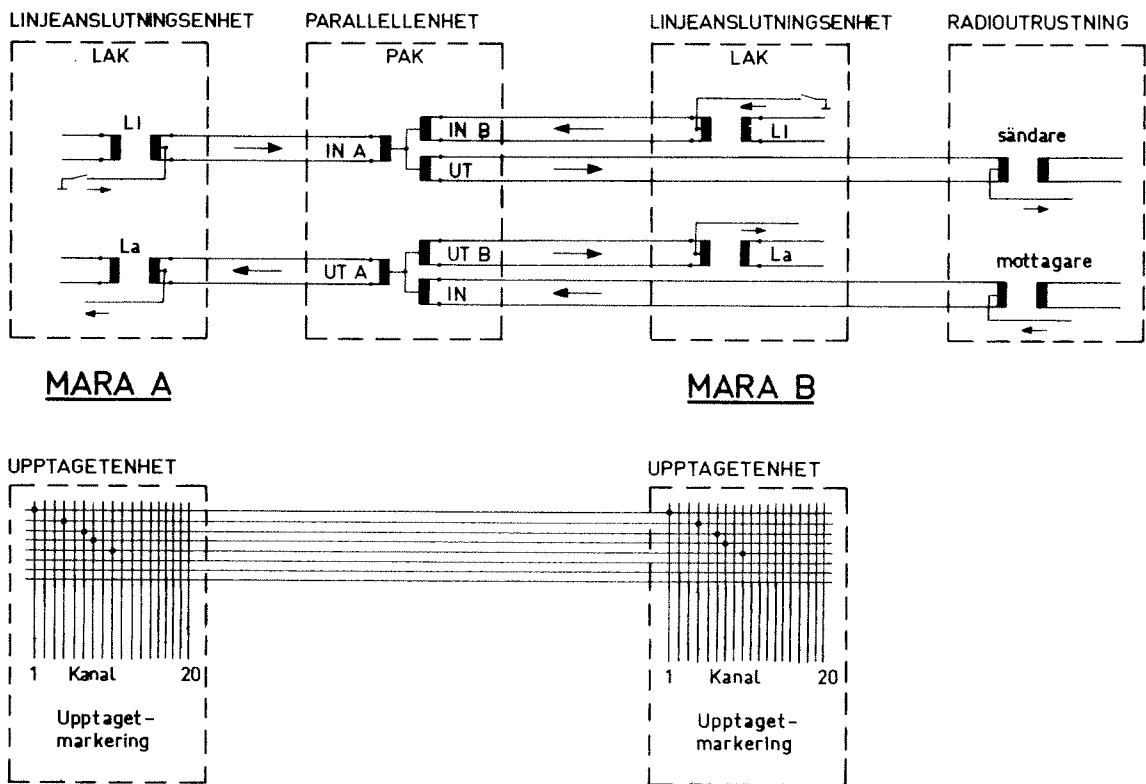 LINJEANSLUTNINGSENHET PARALLELLENHET LINJEANSLUTNINGSENHET RADIOUTRUSTNING
LAK PAK LAK
Ll IN A IN B UT Ll sändare
La UT A UT B IN La mottagare
MARA A MARA B
UPPTAGETENHET UPPTAGETENHET
1 Kanal 20 1 Kanal 20
Upptaget- Upptaget-
markering markering